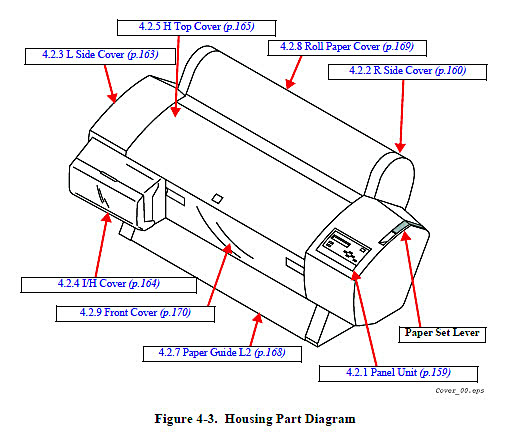 4.2.5 H Top Cover (p.165)
4.2.3 L Side Cover (p.163)
4.2.8 Roll Paper Cover (p.169)
4.2.2 R Side Cover (p.160)
4.2.4 I/H Cover (p.164)
4.2.9 Front Cover (p.170)
Paper Set Lever
4.2.7 Paper Guide L2 (p.168)
4.2.1 Panel Unit (p.159)
Cover_00.eps
Figure 4-3. Housing Part Diagram